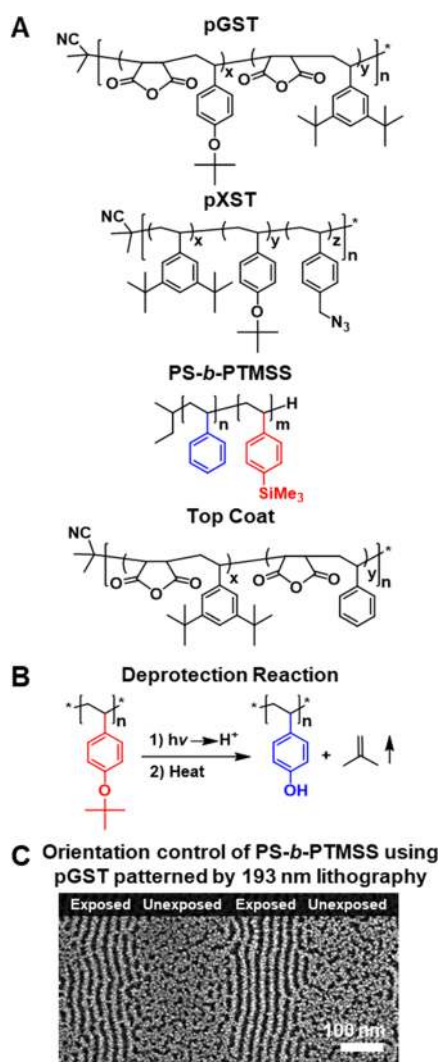 A
pGST
NC
*
x
y
n
O
O
O
O
O
O
O
pXST
NC
*
x
y
z
n
O
N3
PS-b-PTMSS
H
n
m
SiMe3
Top Coat
NC
*
x
y
n
O
O
O
O
O
O
B
Deprotection Reaction
*
*
n
O
1) hν→H+
2) Heat
*
*
n
OH
+
C
Orientation control of PS-b-PTMSS using
pGST patterned by 193 nm lithography
Exposed Unexposed Exposed Unexposed
100 nm